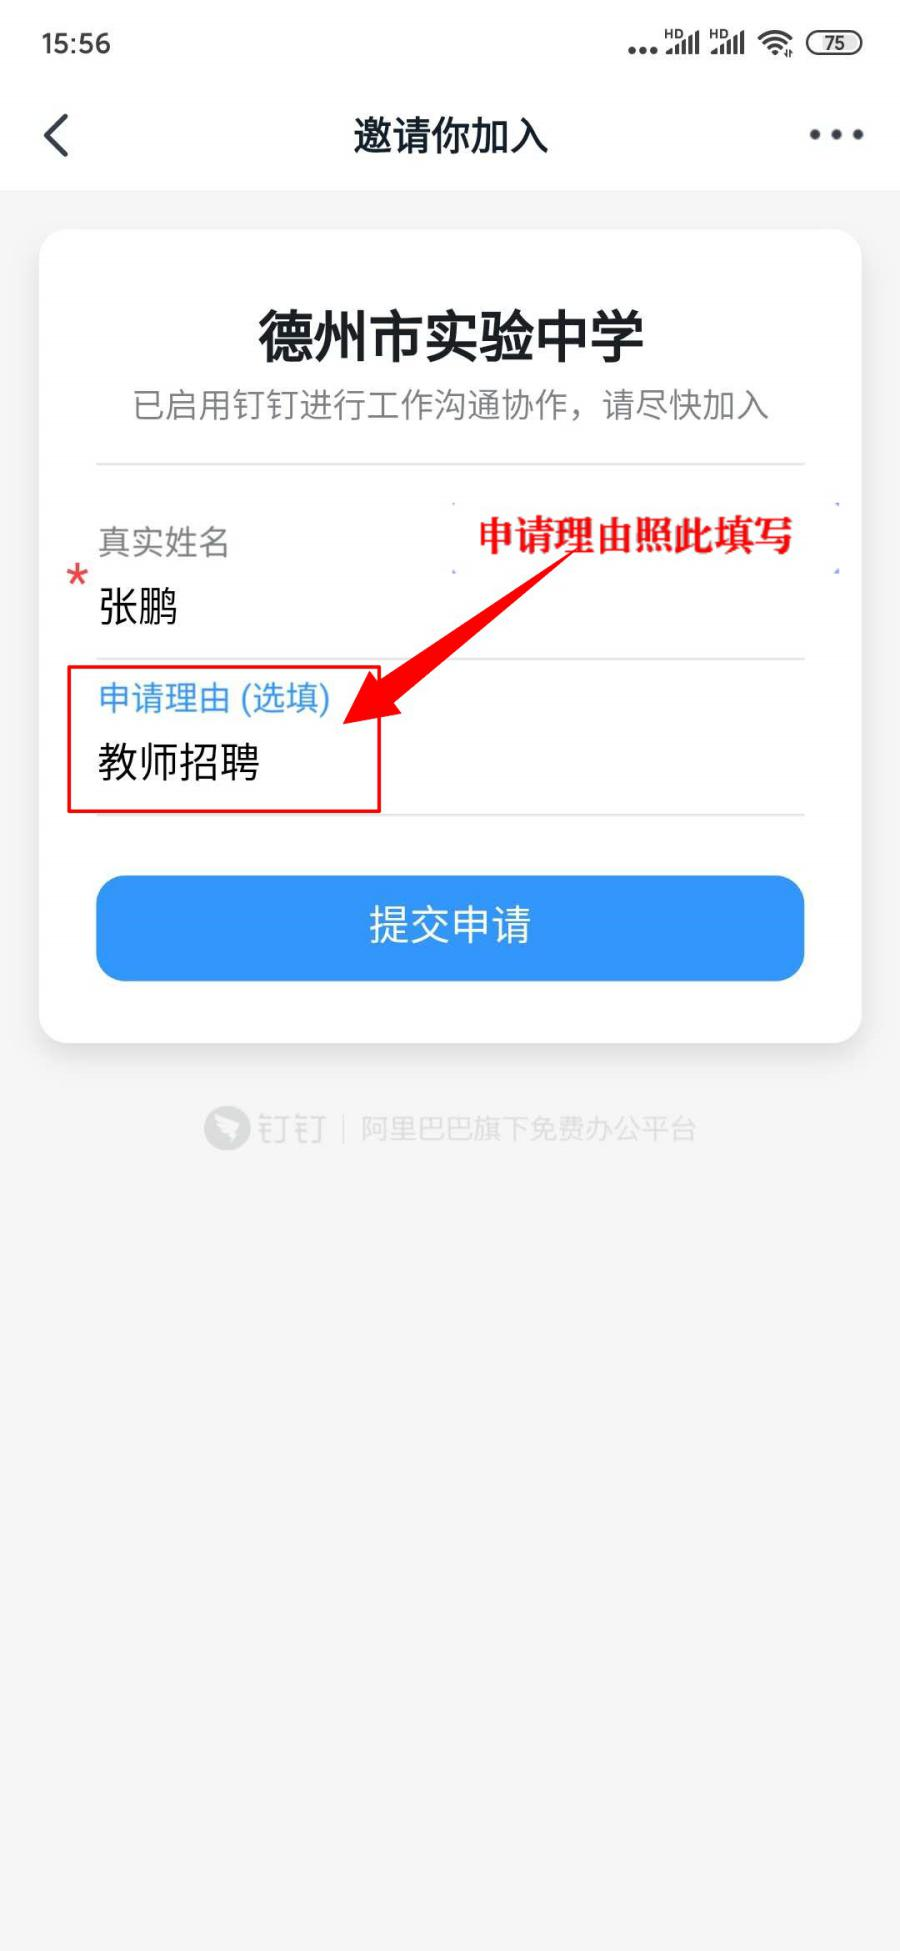 15:56
HD HD 75
邀请你加入
德州市实验中学
已启用钉钉进行工作沟通协作，请尽快加入
真实姓名
申请理由照此填写
* 张鹏
申请理由 (选填)
教师招聘
提交申请
钉钉 | 阿里巴巴旗下免费办公平台